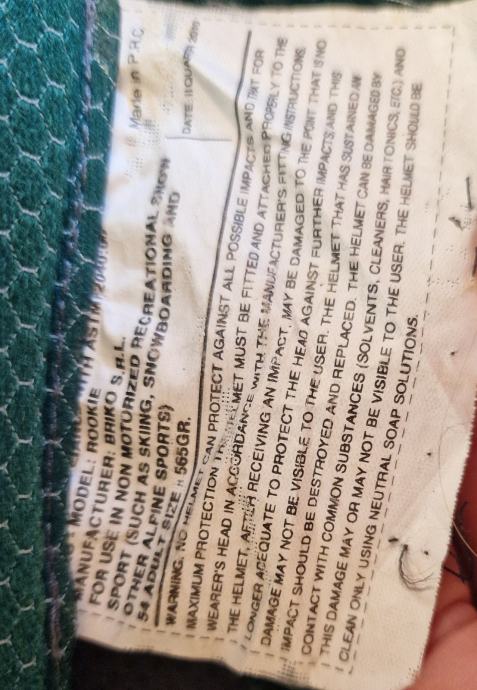 WITH ASTM
MODEL.: ROOKIE
MANUFACTURER: BRIKO S.R.L.
FOR USE IN NON MOTURIZED RECREATIONAL SNOW
SPORT (SUCH AS SKIING, SNOWBOARDING AND
OTHER ALPINE SPORTS)
54 ADULT SIZE. 565GR.
Made in P.R.C.
DATE
WARNING. NO HELMET CAN PROTECT AGAINST ALL POSSIBLE IMPACTS AND FOR
MAXIMUM PROTECTION THE HELMET MUST BE FITTED AND ATTACHED PROPERLY TO THE
WEARER'S HEAD IN ACCORDANCE WITH THE MANUFACTURER'S FITTING INSTRUCTIONS.
THE HELMET, AFTER RECEIVING AN IMPACT, MAY BE DAMAGED TO THE POINT THAT IS NO
LONGER ADEQUATE TO PROTECT THE HEAD AGAINST FURTHER IMPACTS AND THIS
DAMAGE MAY NOT BE VISIBLE TO THE USER. THE HELMET THAT HAS SUSTAINED AN
IMPACT SHOULD BE DESTROYED AND REPLACED. THE HELMET CAN BE DAMAGED BY
CONTACT WITH COMMON SUBSTANCES (SOLVENTS, CLEANERS, HAIR TONICS, ETC.) AND
THIS DAMAGE MAY OR MAY NOT BE VISIBLE TO THE USER. THE HELMET SHOULD BE
CLEAN ONLY USING NEUTRAL SOAP SOLUTIONS.